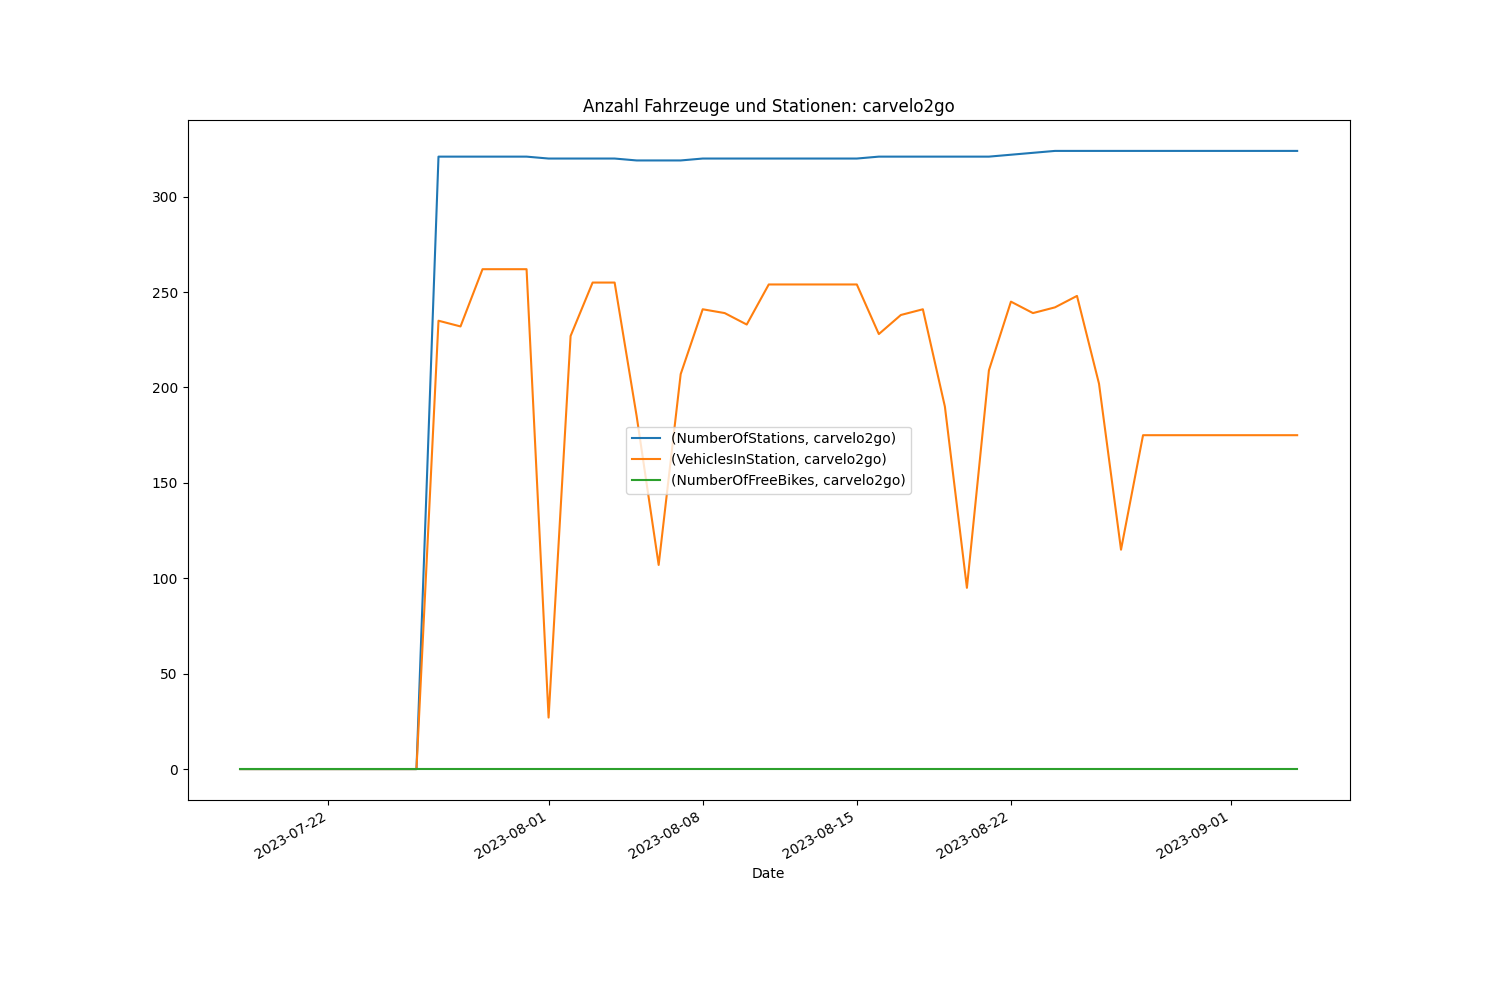 Anzahl Fahrzeuge und Stationen: carvelo2go
300
250
200
150
100
50
0
(NumberOfStations, carvelo2go)
(VehiclesInStation, carvelo2go)
(NumberOfFreeBikes, carvelo2go)
2023-07-22
2023-08-01
2023-08-08
2023-08-15
2023-08-22
2023-09-01
Date